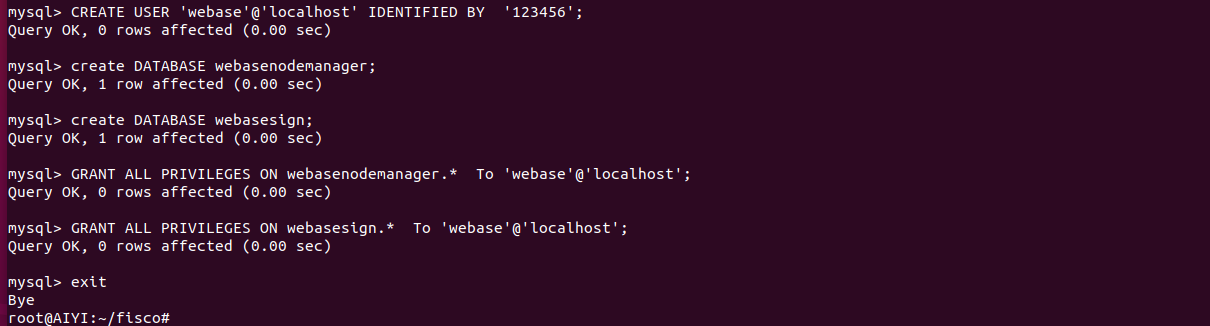 mysql> CREATE USER 'webase'@'localhost' IDENTIFIED BY  '123456';
Query OK, 0 rows affected (0.00 sec)
mysql> create DATABASE webasenodemanager;
Query OK, 1 row affected (0.00 sec)
mysql> create DATABASE webasesign;
Query OK, 1 row affected (0.00 sec)
mysql> GRANT ALL PRIVILEGES ON webasenodemanager.*  To 'webase'@'localhost';
Query OK, 0 rows affected (0.00 sec)
mysql> GRANT ALL PRIVILEGES ON webasesign.*  To 'webase'@'localhost';
Query OK, 0 rows affected (0.00 sec)
mysql> exit
Bye
root@AIYI:~/fisco#